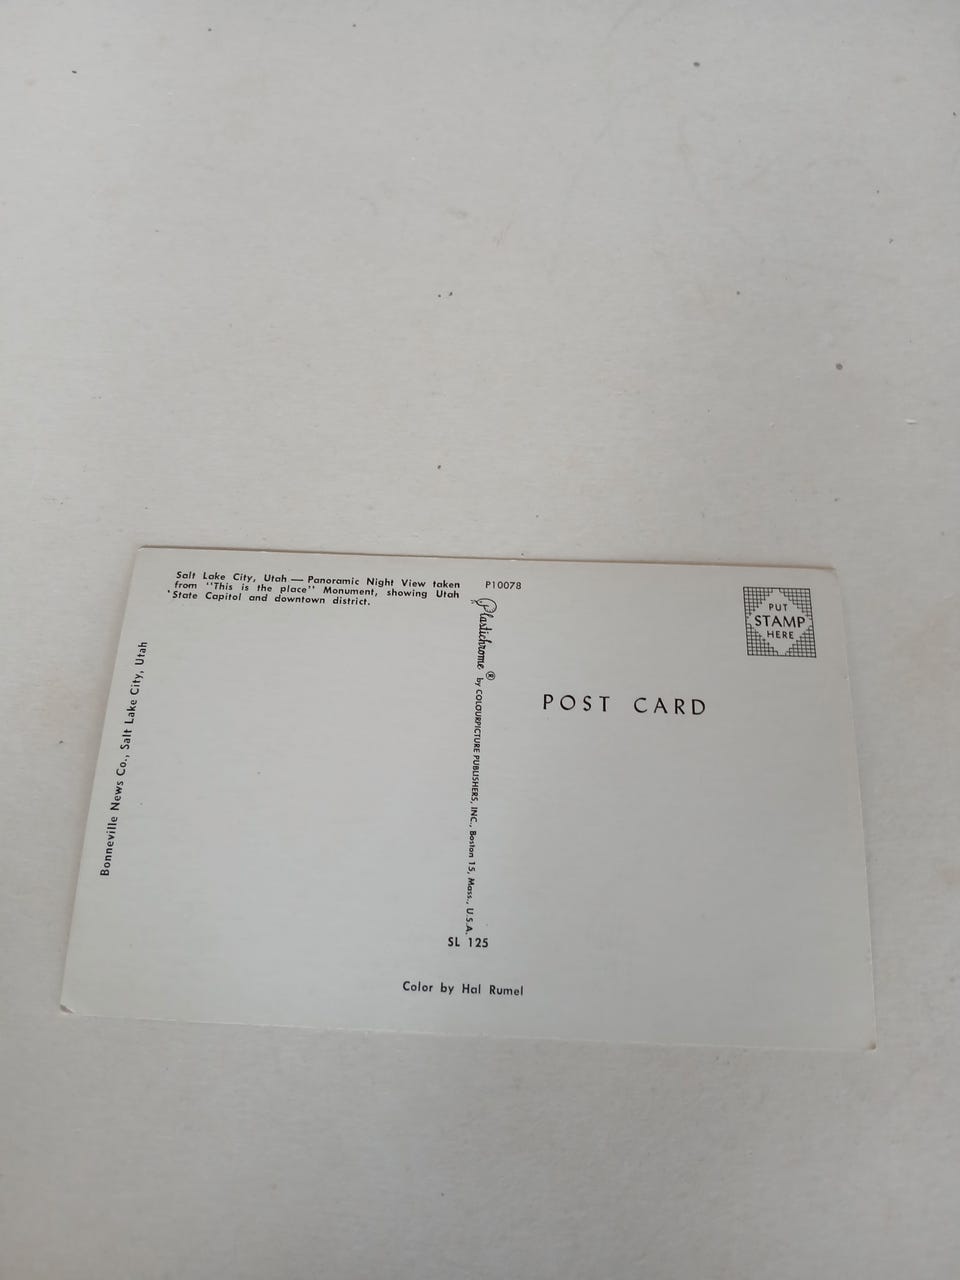 Salt Lake City, Utah — Panoramic Night View taken
from "This is the place" Monument, showing Utah
State Capitol and downtown district.
P10078
PUT
STAMP
HERE
POST CARD
Plastichrome ® by COLOURPICTURE PUBLISHERS, INC., Boston 15, Mass., U.S.A.
Bonneville News Co., Salt Lake City, Utah
SL 125
Color by Hal Rumel